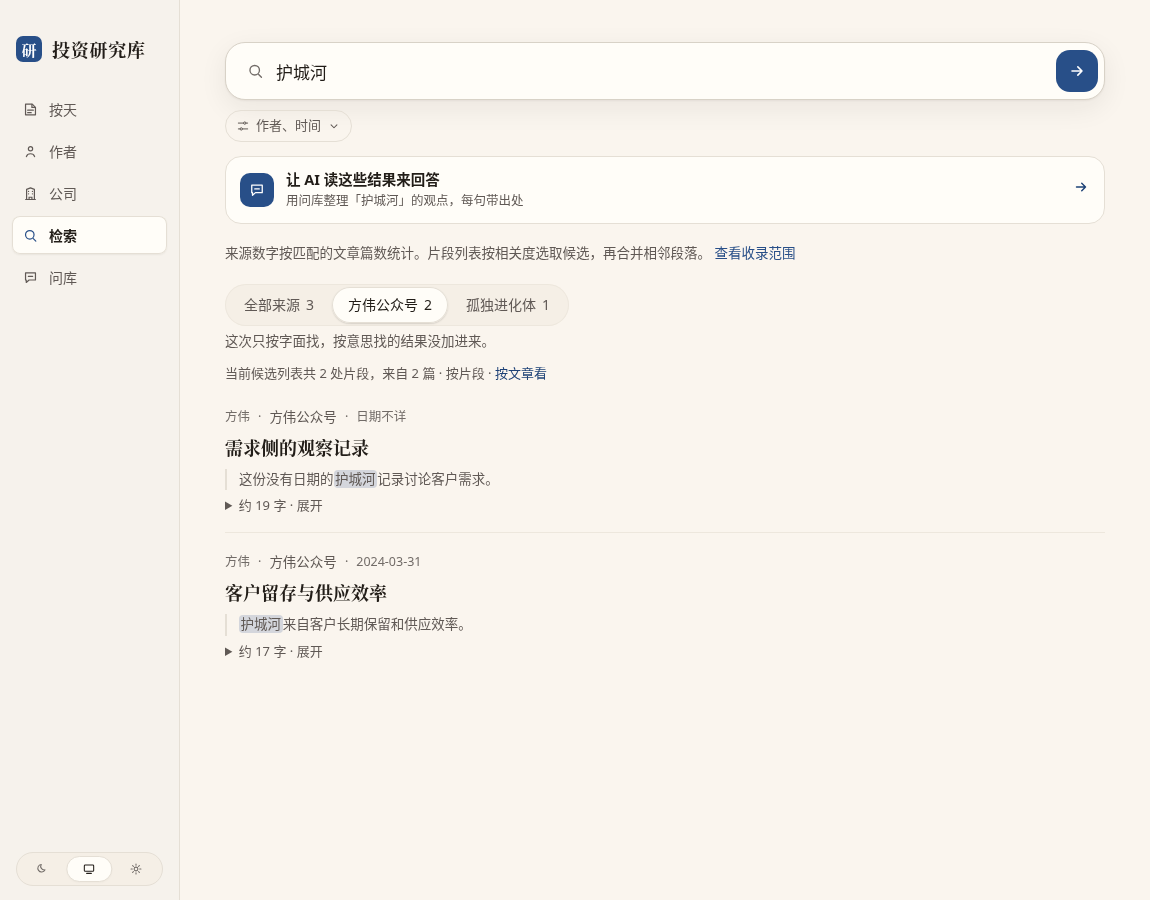 研 投资研究库
按天
作者
公司
检索
问库
护城河
作者、时间
让 AI 读这些结果来回答
用问库整理「护城河」的观点，每句带出处
来源数字按匹配的文章篇数统计。片段列表按相关度选取候选，再合并相邻段落。 查看收录范围
全部来源 3 方伟公众号 2 孤独进化体 1
这次只按字面找，按意思找的结果没加进来。
当前候选列表共 2 处片段，来自 2 篇 · 按片段 · 按文章看
方伟 · 方伟公众号 · 日期不详
需求侧的观察记录
这份没有日期的护城河记录讨论客户需求。
约 19 字 · 展开
方伟 · 方伟公众号 · 2024-03-31
客户留存与供应效率
护城河来自客户长期保留和供应效率。
约 17 字 · 展开